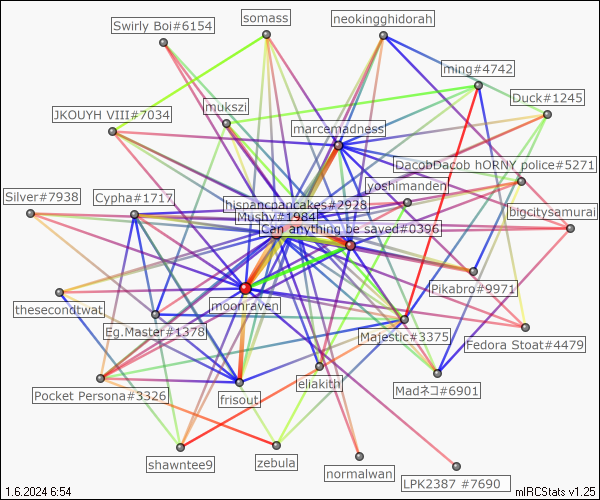 somass
neokingghidorah
Swirly Boi#6154
ming#4742
Duck#1245
mukszi
JKOUYH VIII#7034
marcemadness
DacobDacob hORNY police#5271
yoshimanden
Silver#7938
Cypha#1717
hispancpancakes#2928
bigcitysamurai
Mushy#1984
Can anything be saved#0396
Pikabro#9971
moonraven
thesecondtwat
Eg.Master#1378
Majestic#3375
Fedora Stoat#4479
eliakith
Madネコ#6901
Pocket Persona#3326
frisout
shawntee9
zebula
normalwan
LPK2387 #7690
1.6.2024 6:54
mIRCStats v1.25